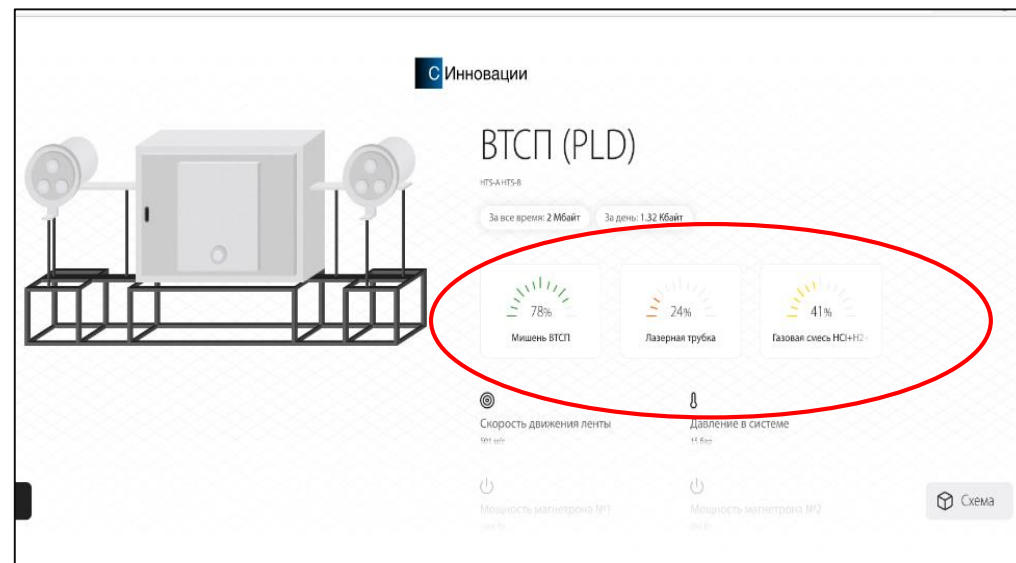 С Инновации
ВТСП (PLD)
HTS-A HTS-B
За все время: 2 Мбайт За день: 1.32 Кбайт
78% 24% 41%
Мишень ВТСП Лазерная трубка Газовая смесь HCl+H2+
Скорость движения ленты Давление в системе
Мощность магнетрона №1 Мощность магнетрона №2
Схема